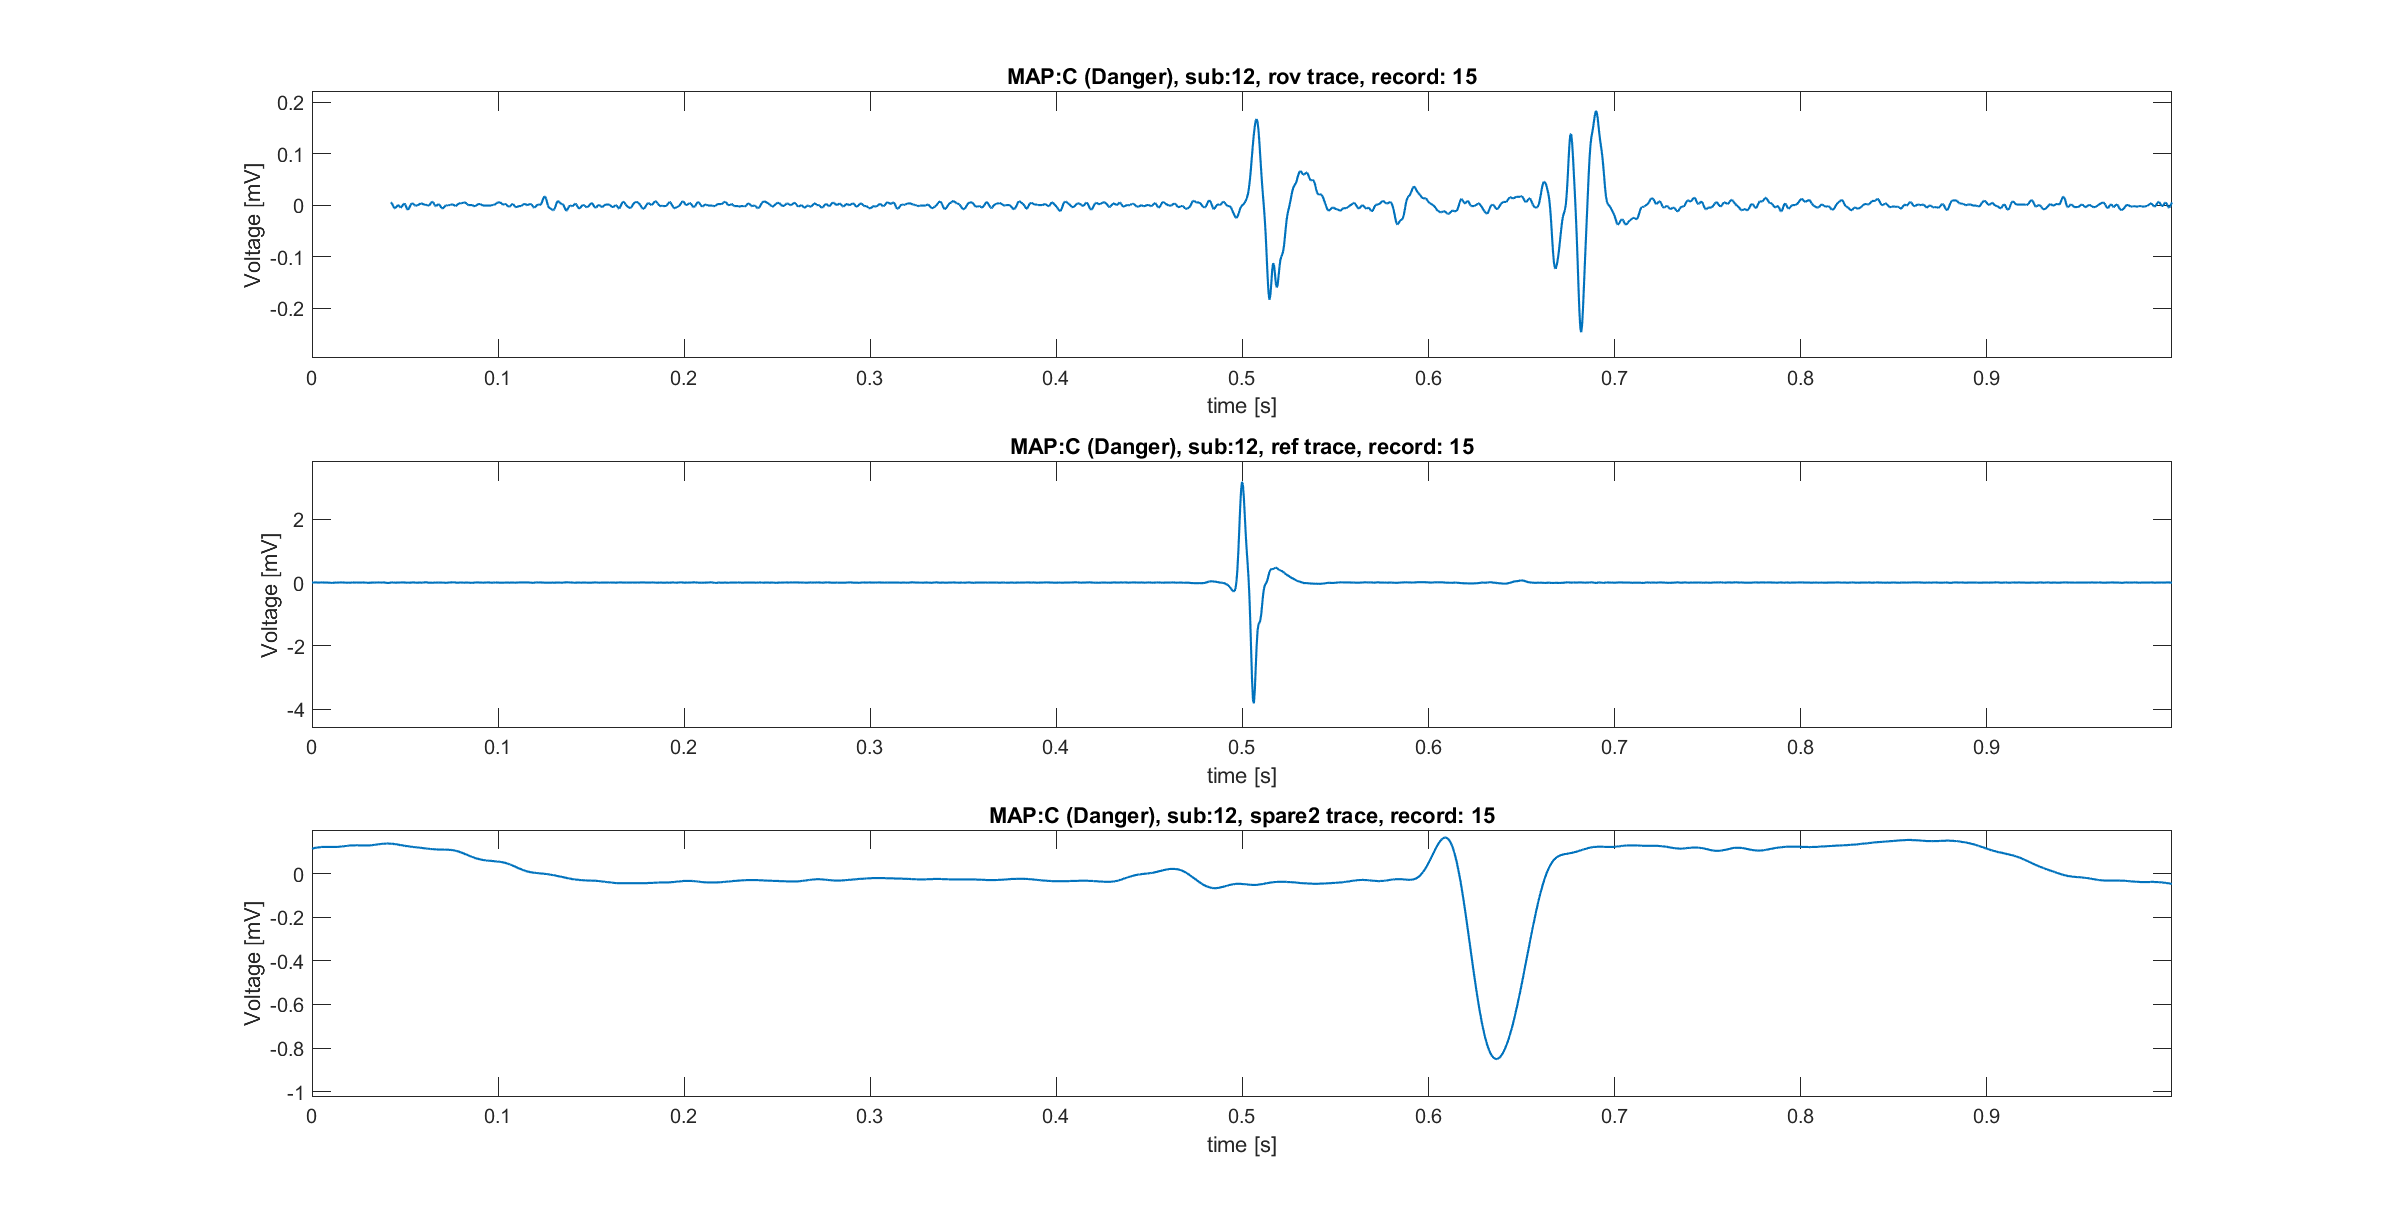 MAP:C (Danger), sub:12, rov trace, record: 15
0.2
0.1
0
-0.1
-0.2
Voltage [mV]
0 0.1 0.2 0.3 0.4 0.5 0.6 0.7 0.8 0.9
time [s]
MAP:C (Danger), sub:12, ref trace, record: 15
2
0
-2
-4
Voltage [mV]
0 0.1 0.2 0.3 0.4 0.5 0.6 0.7 0.8 0.9
time [s]
MAP:C (Danger), sub:12, spare2 trace, record: 15
0
-0.2
-0.4
-0.6
-0.8
-1
Voltage [mV]
0 0.1 0.2 0.3 0.4 0.5 0.6 0.7 0.8 0.9
time [s]